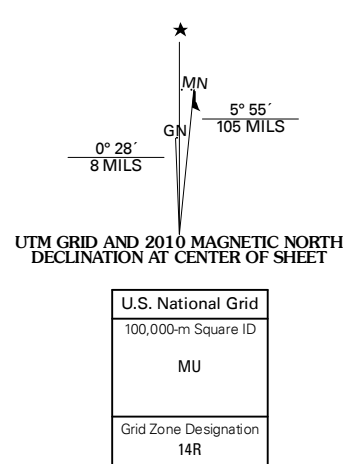 ★
MN
5° 55´
105 MILS
GN
0° 28´
8 MILS
UTM GRID AND 2010 MAGNETIC NORTH
DECLINATION AT CENTER OF SHEET
U.S. National Grid
100,000-m Square ID
MU
Grid Zone Designation
14R